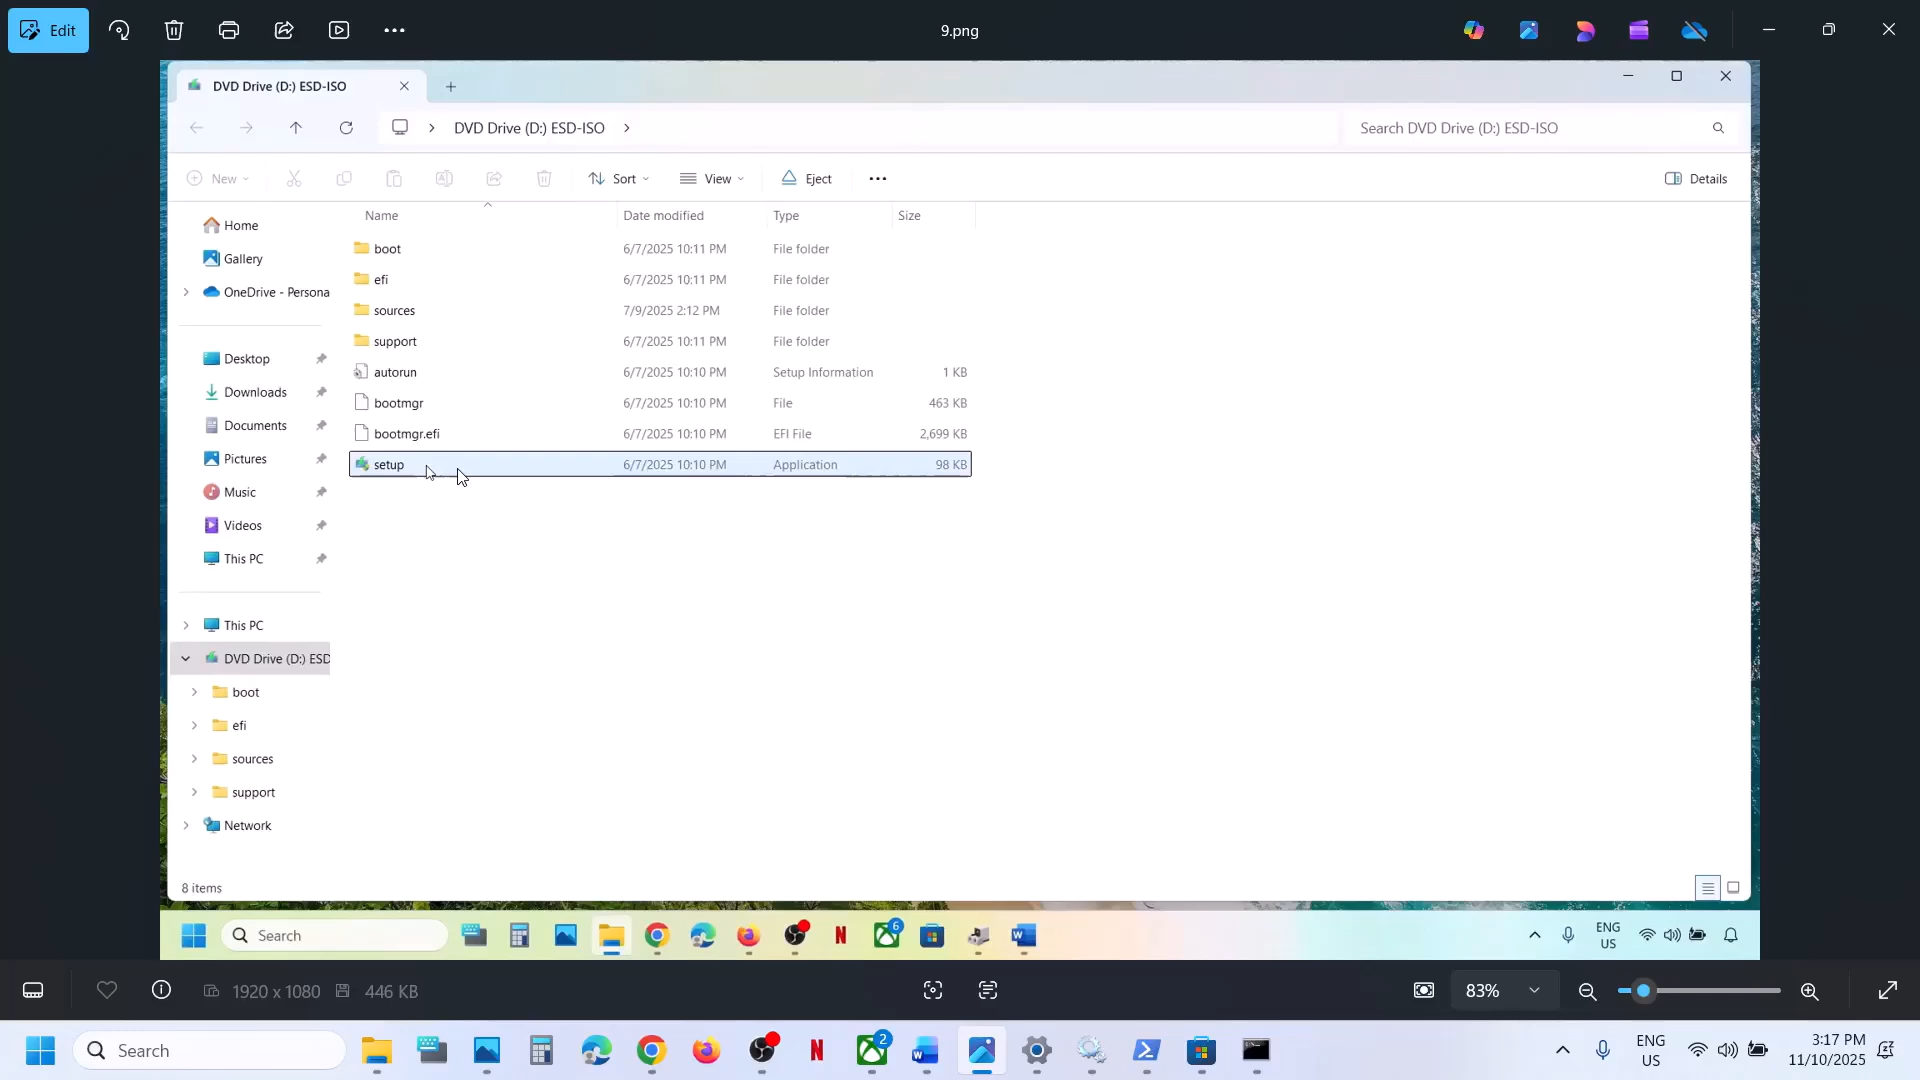 Edit
9.png
DVD Drive (D:) ESD-ISO
DVD Drive (D:) ESD-ISO
Search DVD Drive (D:) ESD-ISO
New
Sort
View
Eject
Details
Name Date modified Type Size
Home
Gallery
OneDrive - Persona
Desktop
Downloads
Documents
Pictures
Music
Videos
This PC
This PC
DVD Drive (D:) ESD
boot
efi
sources
support
Network
boot 6/7/2025 10:11 PM File folder
efi 6/7/2025 10:11 PM File folder
sources 7/9/2025 2:12 PM File folder
support 6/7/2025 10:11 PM File folder
autorun 6/7/2025 10:10 PM Setup Information 1 KB
bootmgr 6/7/2025 10:10 PM File 463 KB
bootmgr.efi 6/7/2025 10:10 PM EFI File 2,699 KB
setup 6/7/2025 10:10 PM Application 98 KB
8 items
Search
6
ENG
US
1920 x 1080 446 KB
83%
Search
2
ENG
US
3:17 PM
11/10/2025